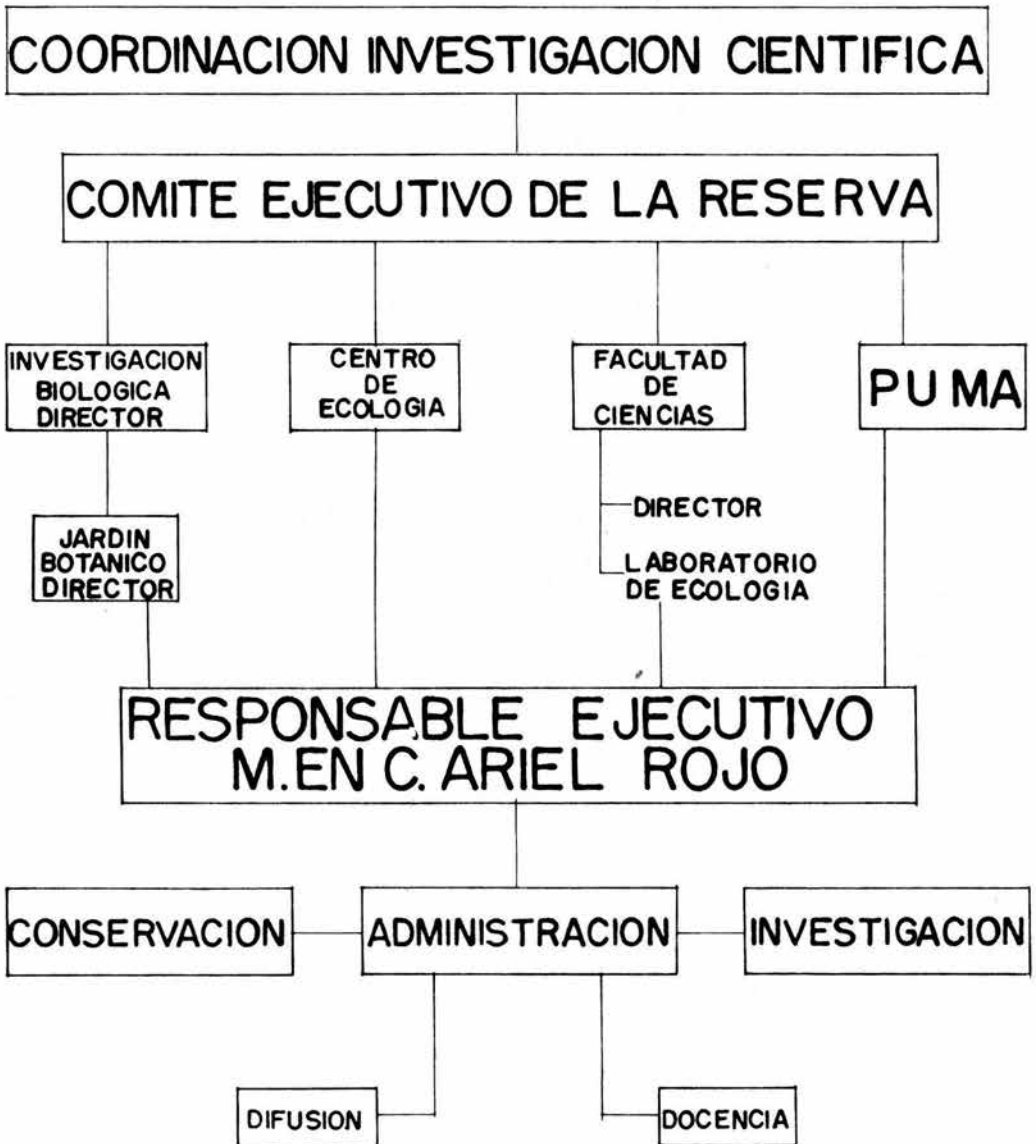 COORDINACION INVESTIGACION CIENTIFICA
COMITE EJECUTIVO DE LA RESERVA
INVESTIGACION
BIOLOGICA
DIRECTOR
CENTRO
DE
ECOLOGIA
FACULTAD
DE
CIENCIAS
PUMA
JARDIN
BOTANICO
DIRECTOR
DIRECTOR
LABORATORIO
DE ECOLOGIA
RESPONSABLE EJECUTIVO
M.EN C. ARIEL ROJO
CONSERVACION
ADMINISTRACION
INVESTIGACION
DIFUSION
DOCENCIA